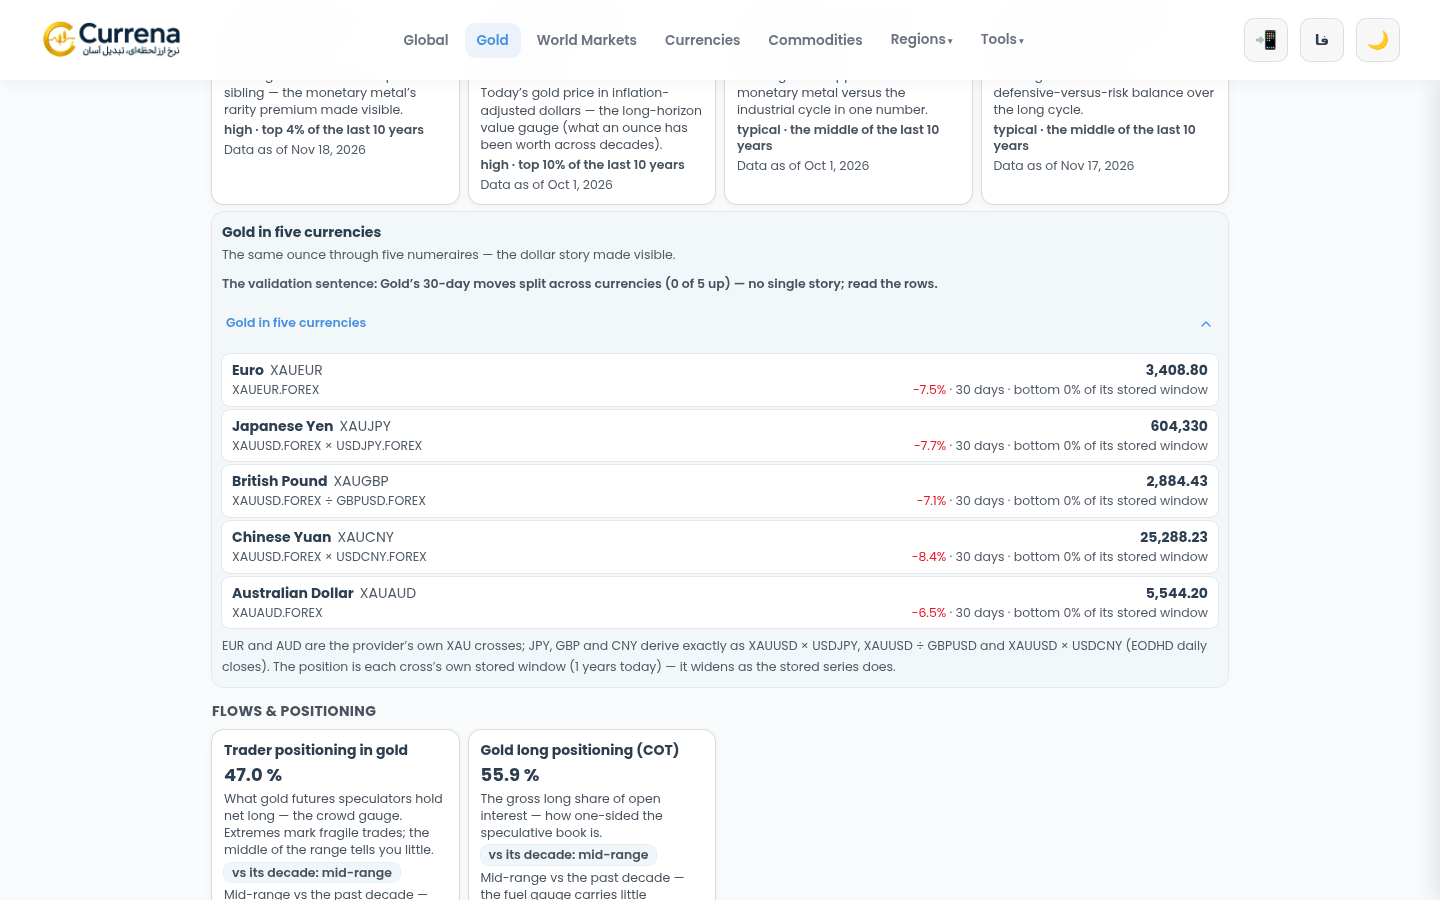 Currena
نرخ ارز لحظه‌ای، تبدیل آسان
Global
Gold
World Markets
Currencies
Commodities
Regions ▾
Tools ▾
فا
sibling — the monetary metal’s
rarity premium made visible.
high · top 4% of the last 10 years
Data as of Nov 18, 2026
Today’s gold price in inflation-
adjusted dollars — the long-horizon
value gauge (what an ounce has
been worth across decades).
high · top 10% of the last 10 years
Data as of Oct 1, 2026
monetary metal versus the
industrial cycle in one number.
typical · the middle of the last 10
years
Data as of Oct 1, 2026
defensive-versus-risk balance over
the long cycle.
typical · the middle of the last 10
years
Data as of Nov 17, 2026
Gold in five currencies
The same ounce through five numeraires — the dollar story made visible.
The validation sentence: Gold’s 30-day moves split across currencies (0 of 5 up) — no single story; read the rows.
Gold in five currencies
Euro XAUEUR 3,408.80
XAUEUR.FOREX -7.5% · 30 days · bottom 0% of its stored window
Japanese Yen XAUJPY 604,330
XAUUSD.FOREX × USDJPY.FOREX -7.7% · 30 days · bottom 0% of its stored window
British Pound XAUGBP 2,884.43
XAUUSD.FOREX ÷ GBPUSD.FOREX -7.1% · 30 days · bottom 0% of its stored window
Chinese Yuan XAUCNY 25,288.23
XAUUSD.FOREX × USDCNY.FOREX -8.4% · 30 days · bottom 0% of its stored window
Australian Dollar XAUAUD 5,544.20
XAUAUD.FOREX -6.5% · 30 days · bottom 0% of its stored window
EUR and AUD are the provider’s own XAU crosses; JPY, GBP and CNY derive exactly as XAUUSD × USDJPY, XAUUSD ÷ GBPUSD and XAUUSD × USDCNY (EODHD daily
closes). The position is each cross’s own stored window (1 years today) — it widens as the stored series does.
FLOWS & POSITIONING
Trader positioning in gold
47.0 %
What gold futures speculators hold
net long — the crowd gauge.
Extremes mark fragile trades; the
middle of the range tells you little.
vs its decade: mid-range
Mid-range vs the past decade —
Gold long positioning (COT)
55.9 %
The gross long share of open
interest — how one-sided the
speculative book is.
vs its decade: mid-range
Mid-range vs the past decade —
the fuel gauge carries little